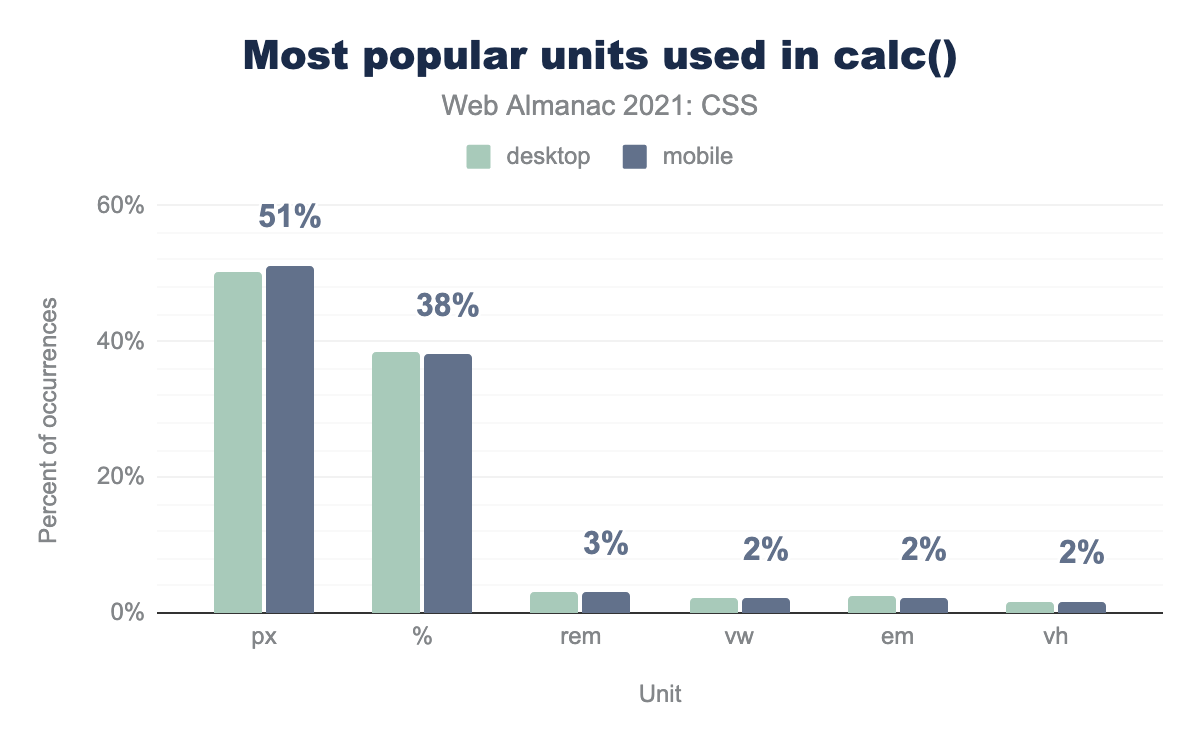 Most popular units used in calc()
Web Almanac 2021: CSS
desktop mobile
60%
51%
38%
40%
Percent of occurrences
20%
3%
2%
2%
2%
0%
px % rem vw em vh
Unit